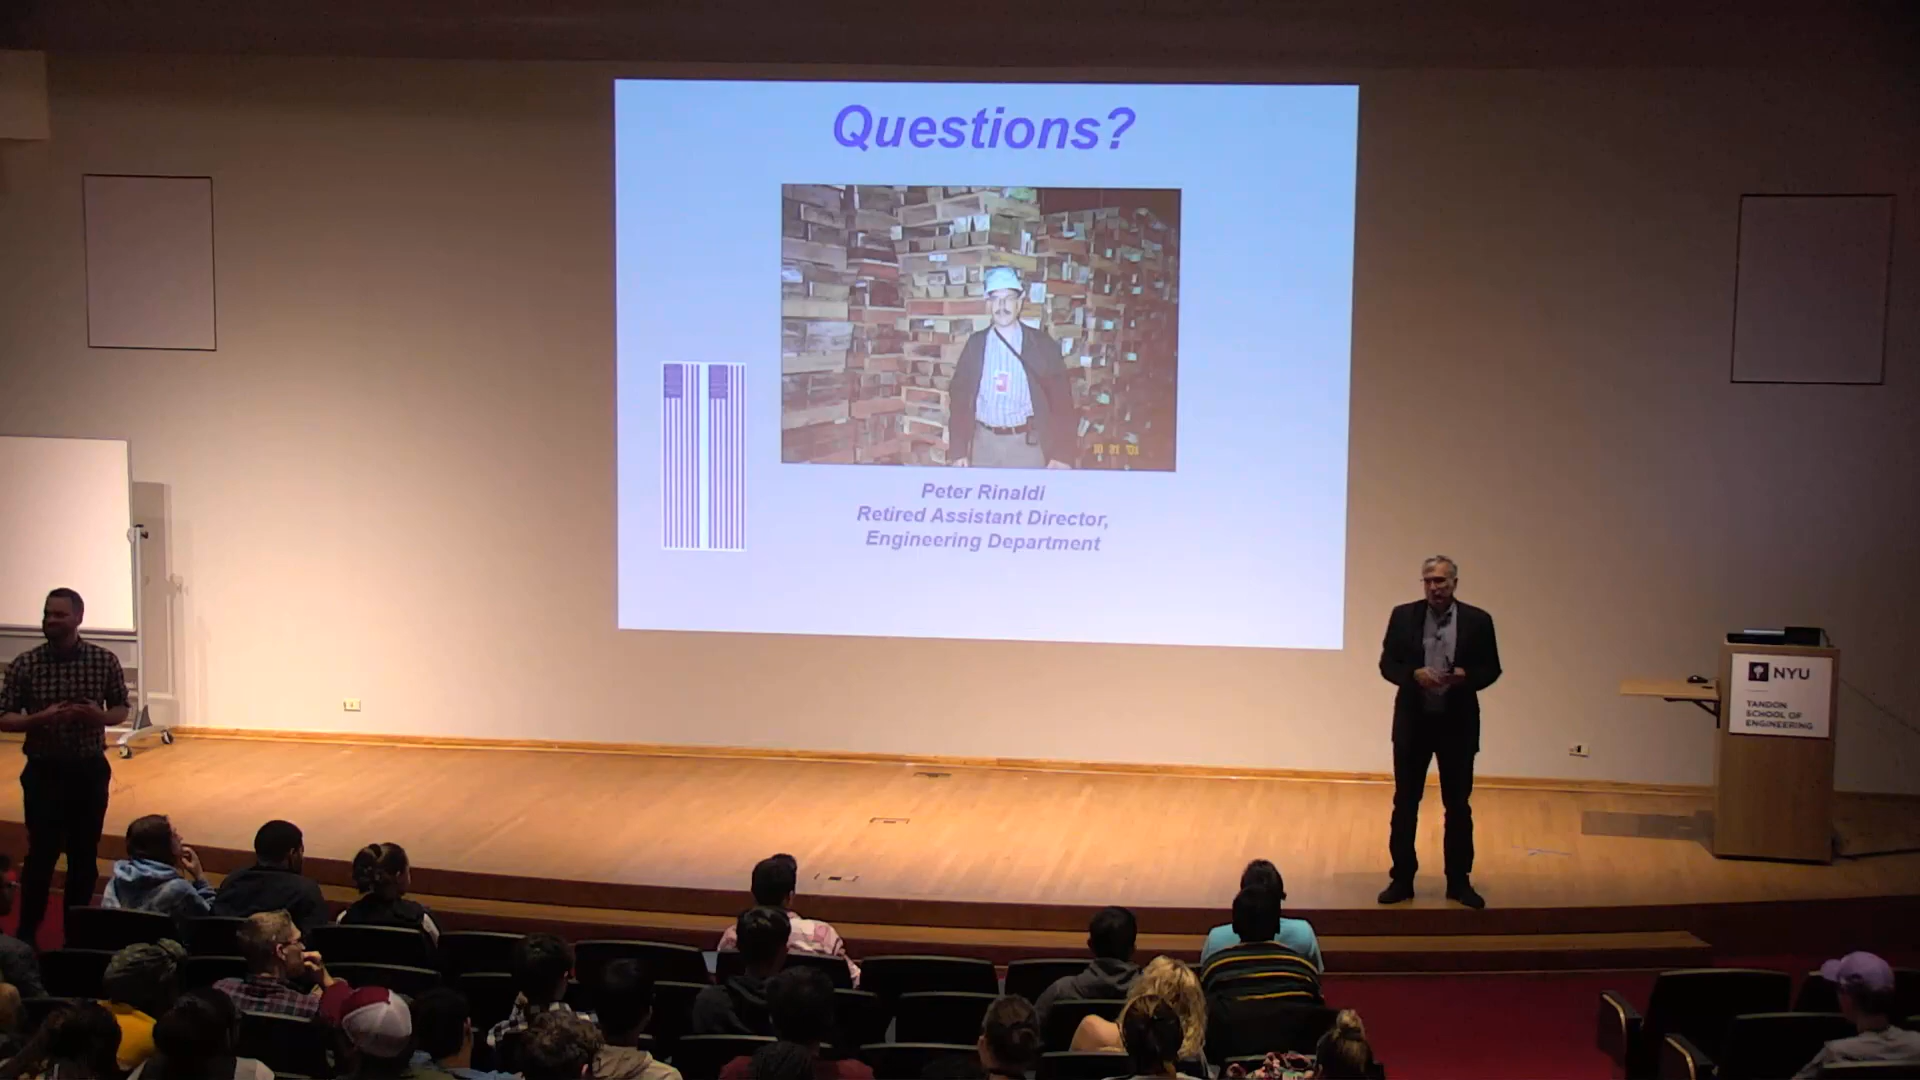 Questions?
10 21 '01
Peter Rinaldi
Retired Assistant Director,
Engineering Department
NYU
TANDON
SCHOOL OF
ENGINEERING